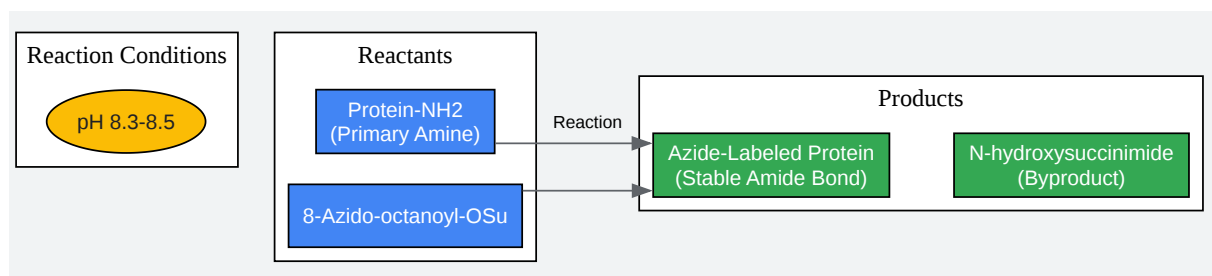 Reaction Conditions
pH 8.3-8.5
Reactants
Protein-NH2
(Primary Amine)
8-Azido-octanoyl-OSu
Reaction
Products
Azide-Labeled Protein
(Stable Amide Bond)
N-hydroxysuccinimide
(Byproduct)